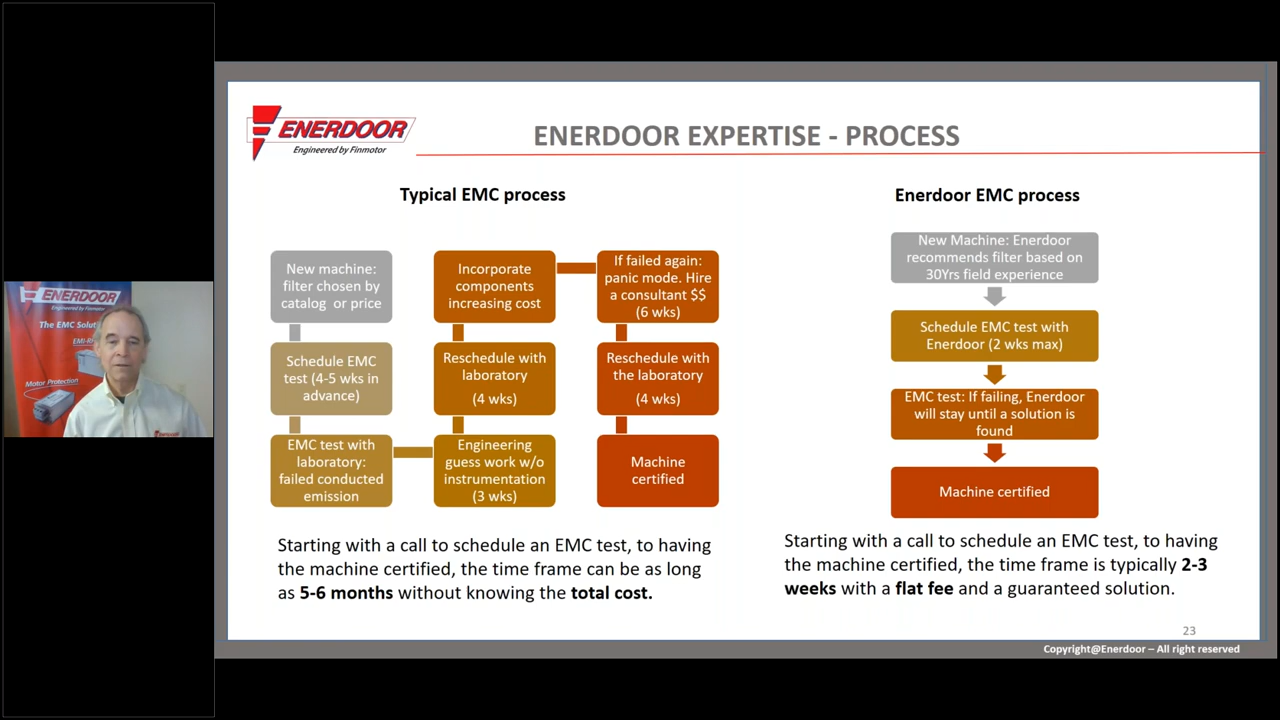 ENERDOOR
Engineered by Finmotor
ENERDOOR EXPERTISE - PROCESS
Typical EMC process
New machine:
filter chosen by
catalog or price
Schedule EMC
test (4-5 wks in
advance)
EMC test with
laboratory:
failed conducted
emission
Engineering
guess work w/o
instrumentation
(3 wks)
Reschedule with
laboratory
(4 wks)
Incorporate
components
increasing cost
If failed again:
panic mode. Hire
a consultant $$
(6 wks)
Reschedule with
the laboratory
(4 wks)
Machine
certified
Starting with a call to schedule an EMC test, to having
the machine certified, the time frame can be as long
as 5-6 months without knowing the total cost.
Enerdoor EMC process
New Machine: Enerdoor
recommends filter based on
30Yrs field experience
Schedule EMC test with
Enerdoor (2 wks max)
EMC test: If failing, Enerdoor
will stay until a solution is
found
Machine certified
Starting with a call to schedule an EMC test, to having
the machine certified, the time frame is typically 2-3
weeks with a flat fee and a guaranteed solution.
23
Copyright@Enerdoor – All right reserved
ENERDOOR
Engineered by Finmotor
The EMC
Motor Protection
ENERDOOR